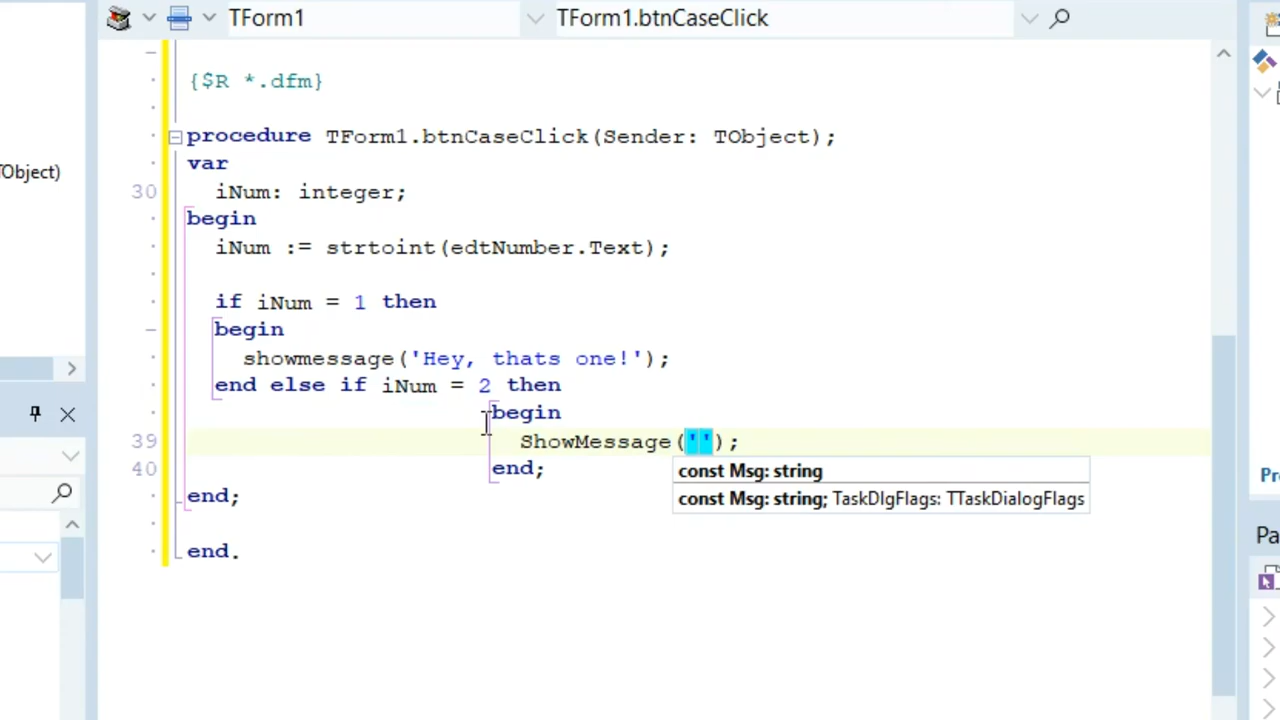 TForm1 TForm1.btnCaseClick
{$R *.dfm}
procedure TForm1.btnCaseClick(Sender: TObject);
var
TObject)
30 iNum: integer;
begin
iNum := strtoint(edtNumber.Text);
if iNum = 1 then
begin
showmessage('Hey, thats one!');
end else if iNum = 2 then
begin
39 ShowMessage('');
40 end;
const Msg: string
const Msg: string; TaskDlgFlags: TTaskDialogFlags
end;
end.
Pr
Pa